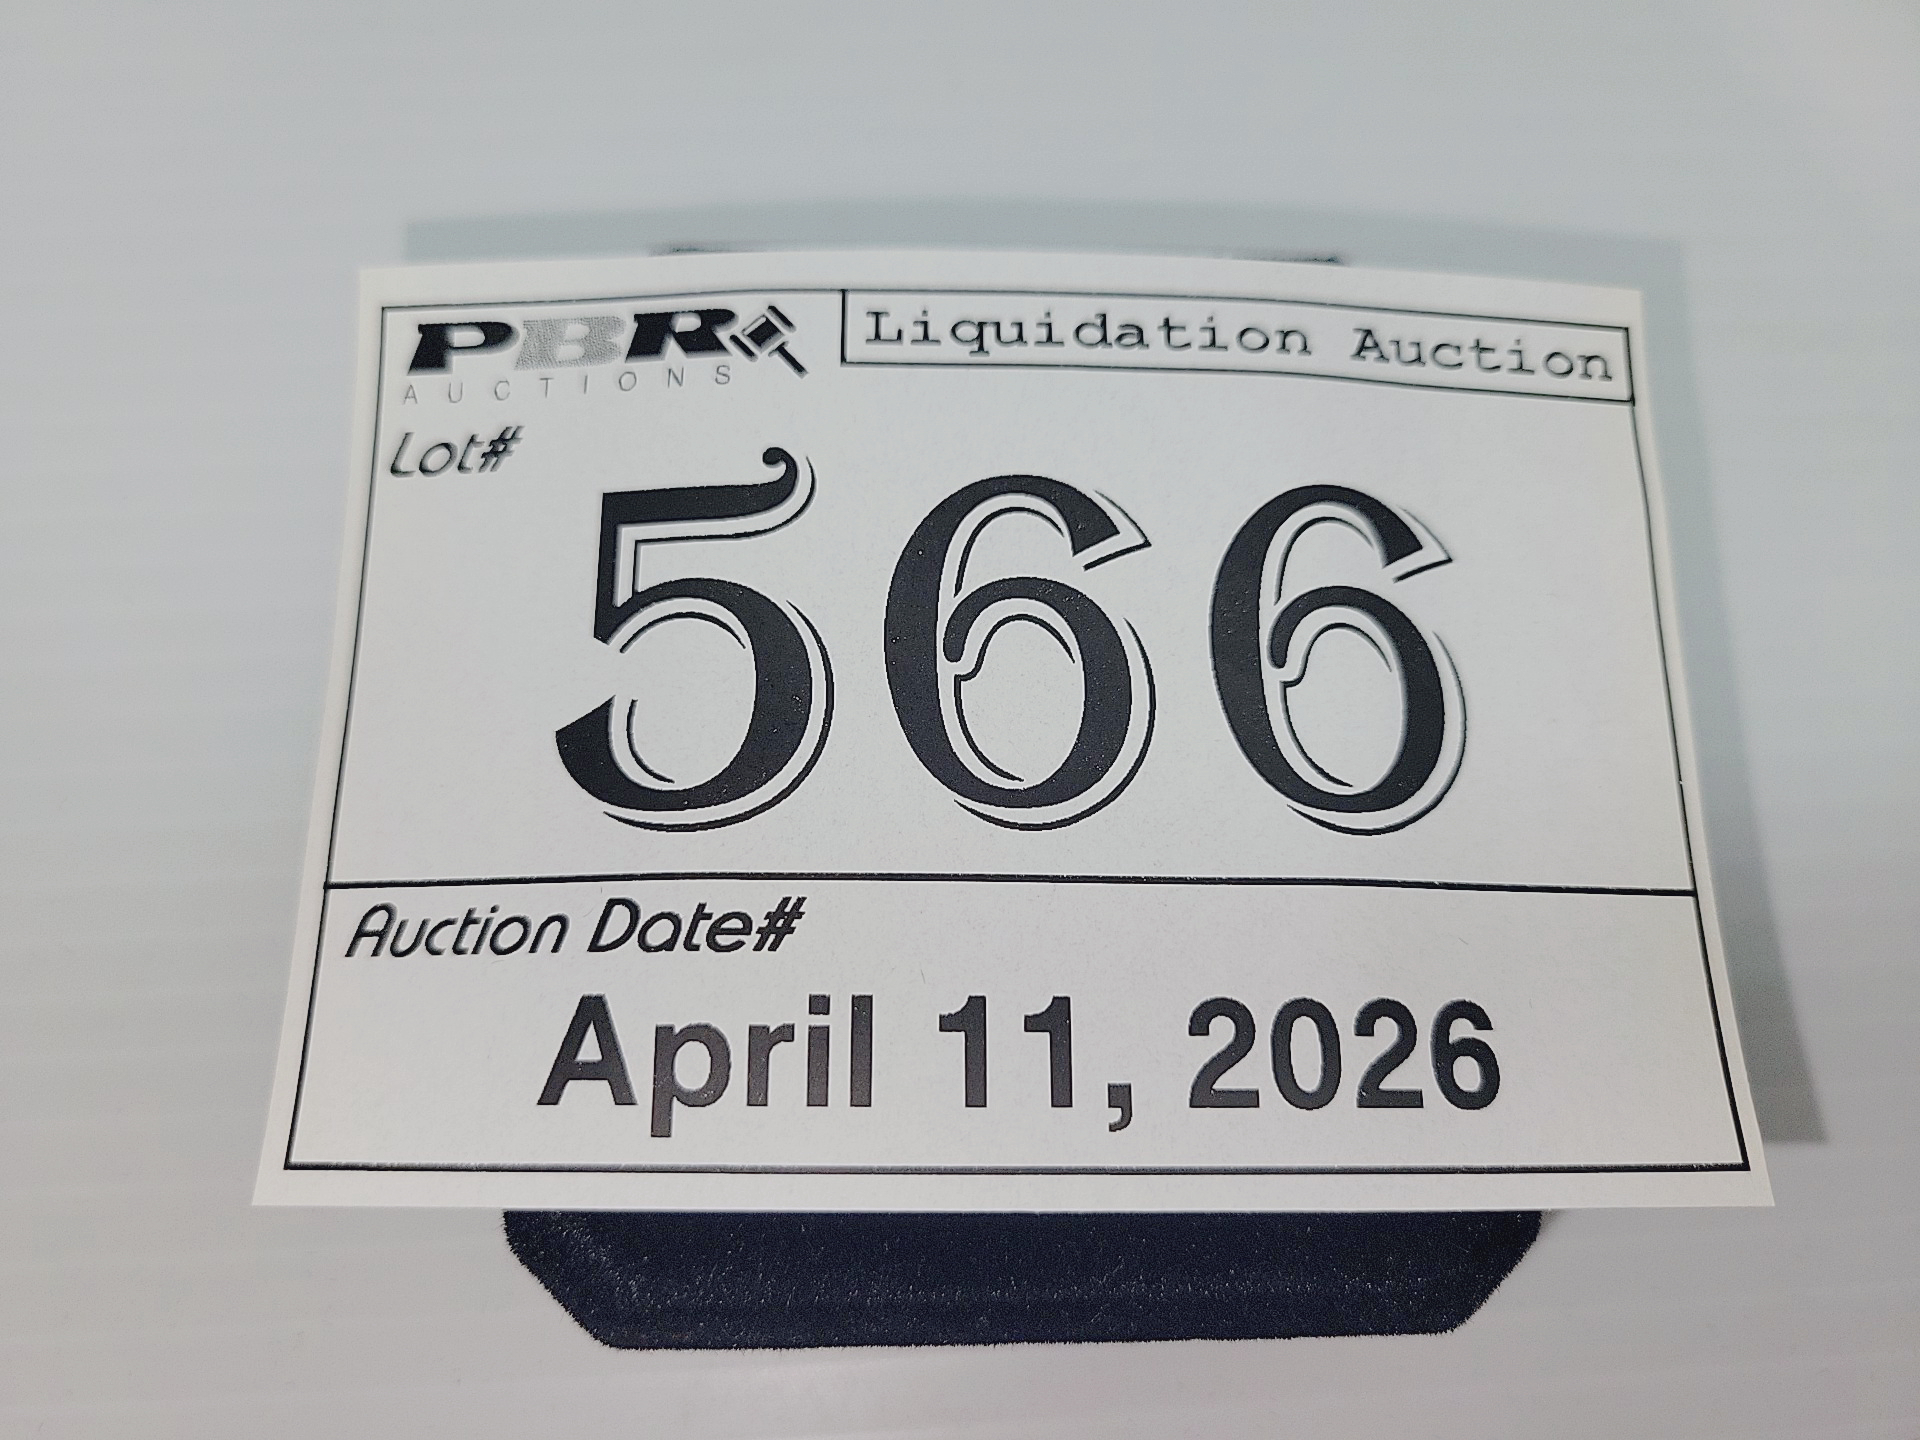 PBR
AUCTIONS
Liquidation Auction
Lot#
566
Auction Date#
April 11, 2026